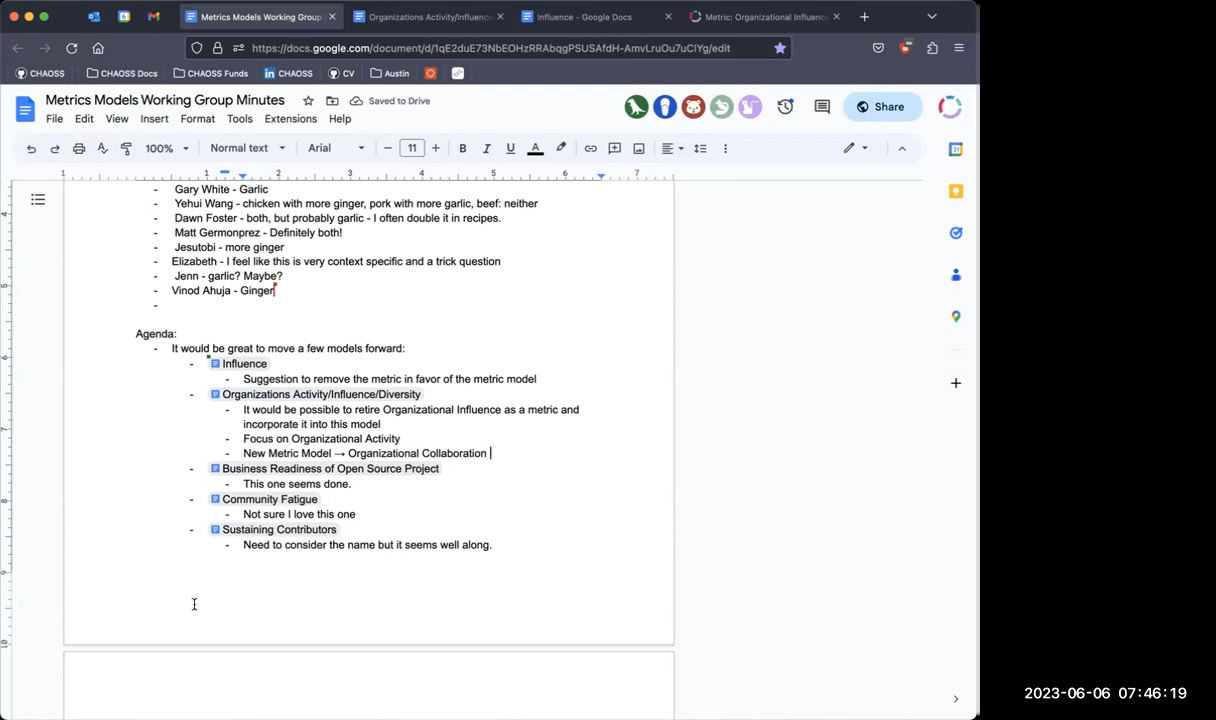 Metrics Models Working Group
Organizations Activity/Influence
Influence - Google Docs
Metric: Organizational Influenc
https://docs.google.com/document/d/1qE2duE73NbEOHzRRAbqgPSUSAfdH-AmvLruOu7uCIYg/edit
CHAOSS
CHAOSS Docs
CHAOSS Funds
CHAOSS
CV
Austin
Metrics Models Working Group Minutes
Saved to Drive
Share
File Edit View Insert Format Tools Extensions Help
100% Normal text Arial 11
1 1 2 3 4 5 6 7
Gary White - Garlic
- Yehui Wang - chicken with more ginger, pork with more garlic, beef: neither
- Dawn Foster - both, but probably garlic - I often double it in recipes.
- Matt Germonprez - Definitely both!
- Jesutobi - more ginger
- Elizabeth - I feel like this is very context specific and a trick question
- Jenn - garlic? Maybe?
- Vinod Ahuja - Ginger
-
Agenda:
- It would be great to move a few models forward:
- Influence
- Suggestion to remove the metric in favor of the metric model
- Organizations Activity/Influence/Diversity
- It would be possible to retire Organizational Influence as a metric and
incorporate it into this model
- Focus on Organizational Activity
- New Metric Model → Organizational Collaboration
- Business Readiness of Open Source Project
- This one seems done.
- Community Fatigue
- Not sure I love this one
- Sustaining Contributors
- Need to consider the name but it seems well along.
2023-06-06 07:46:19